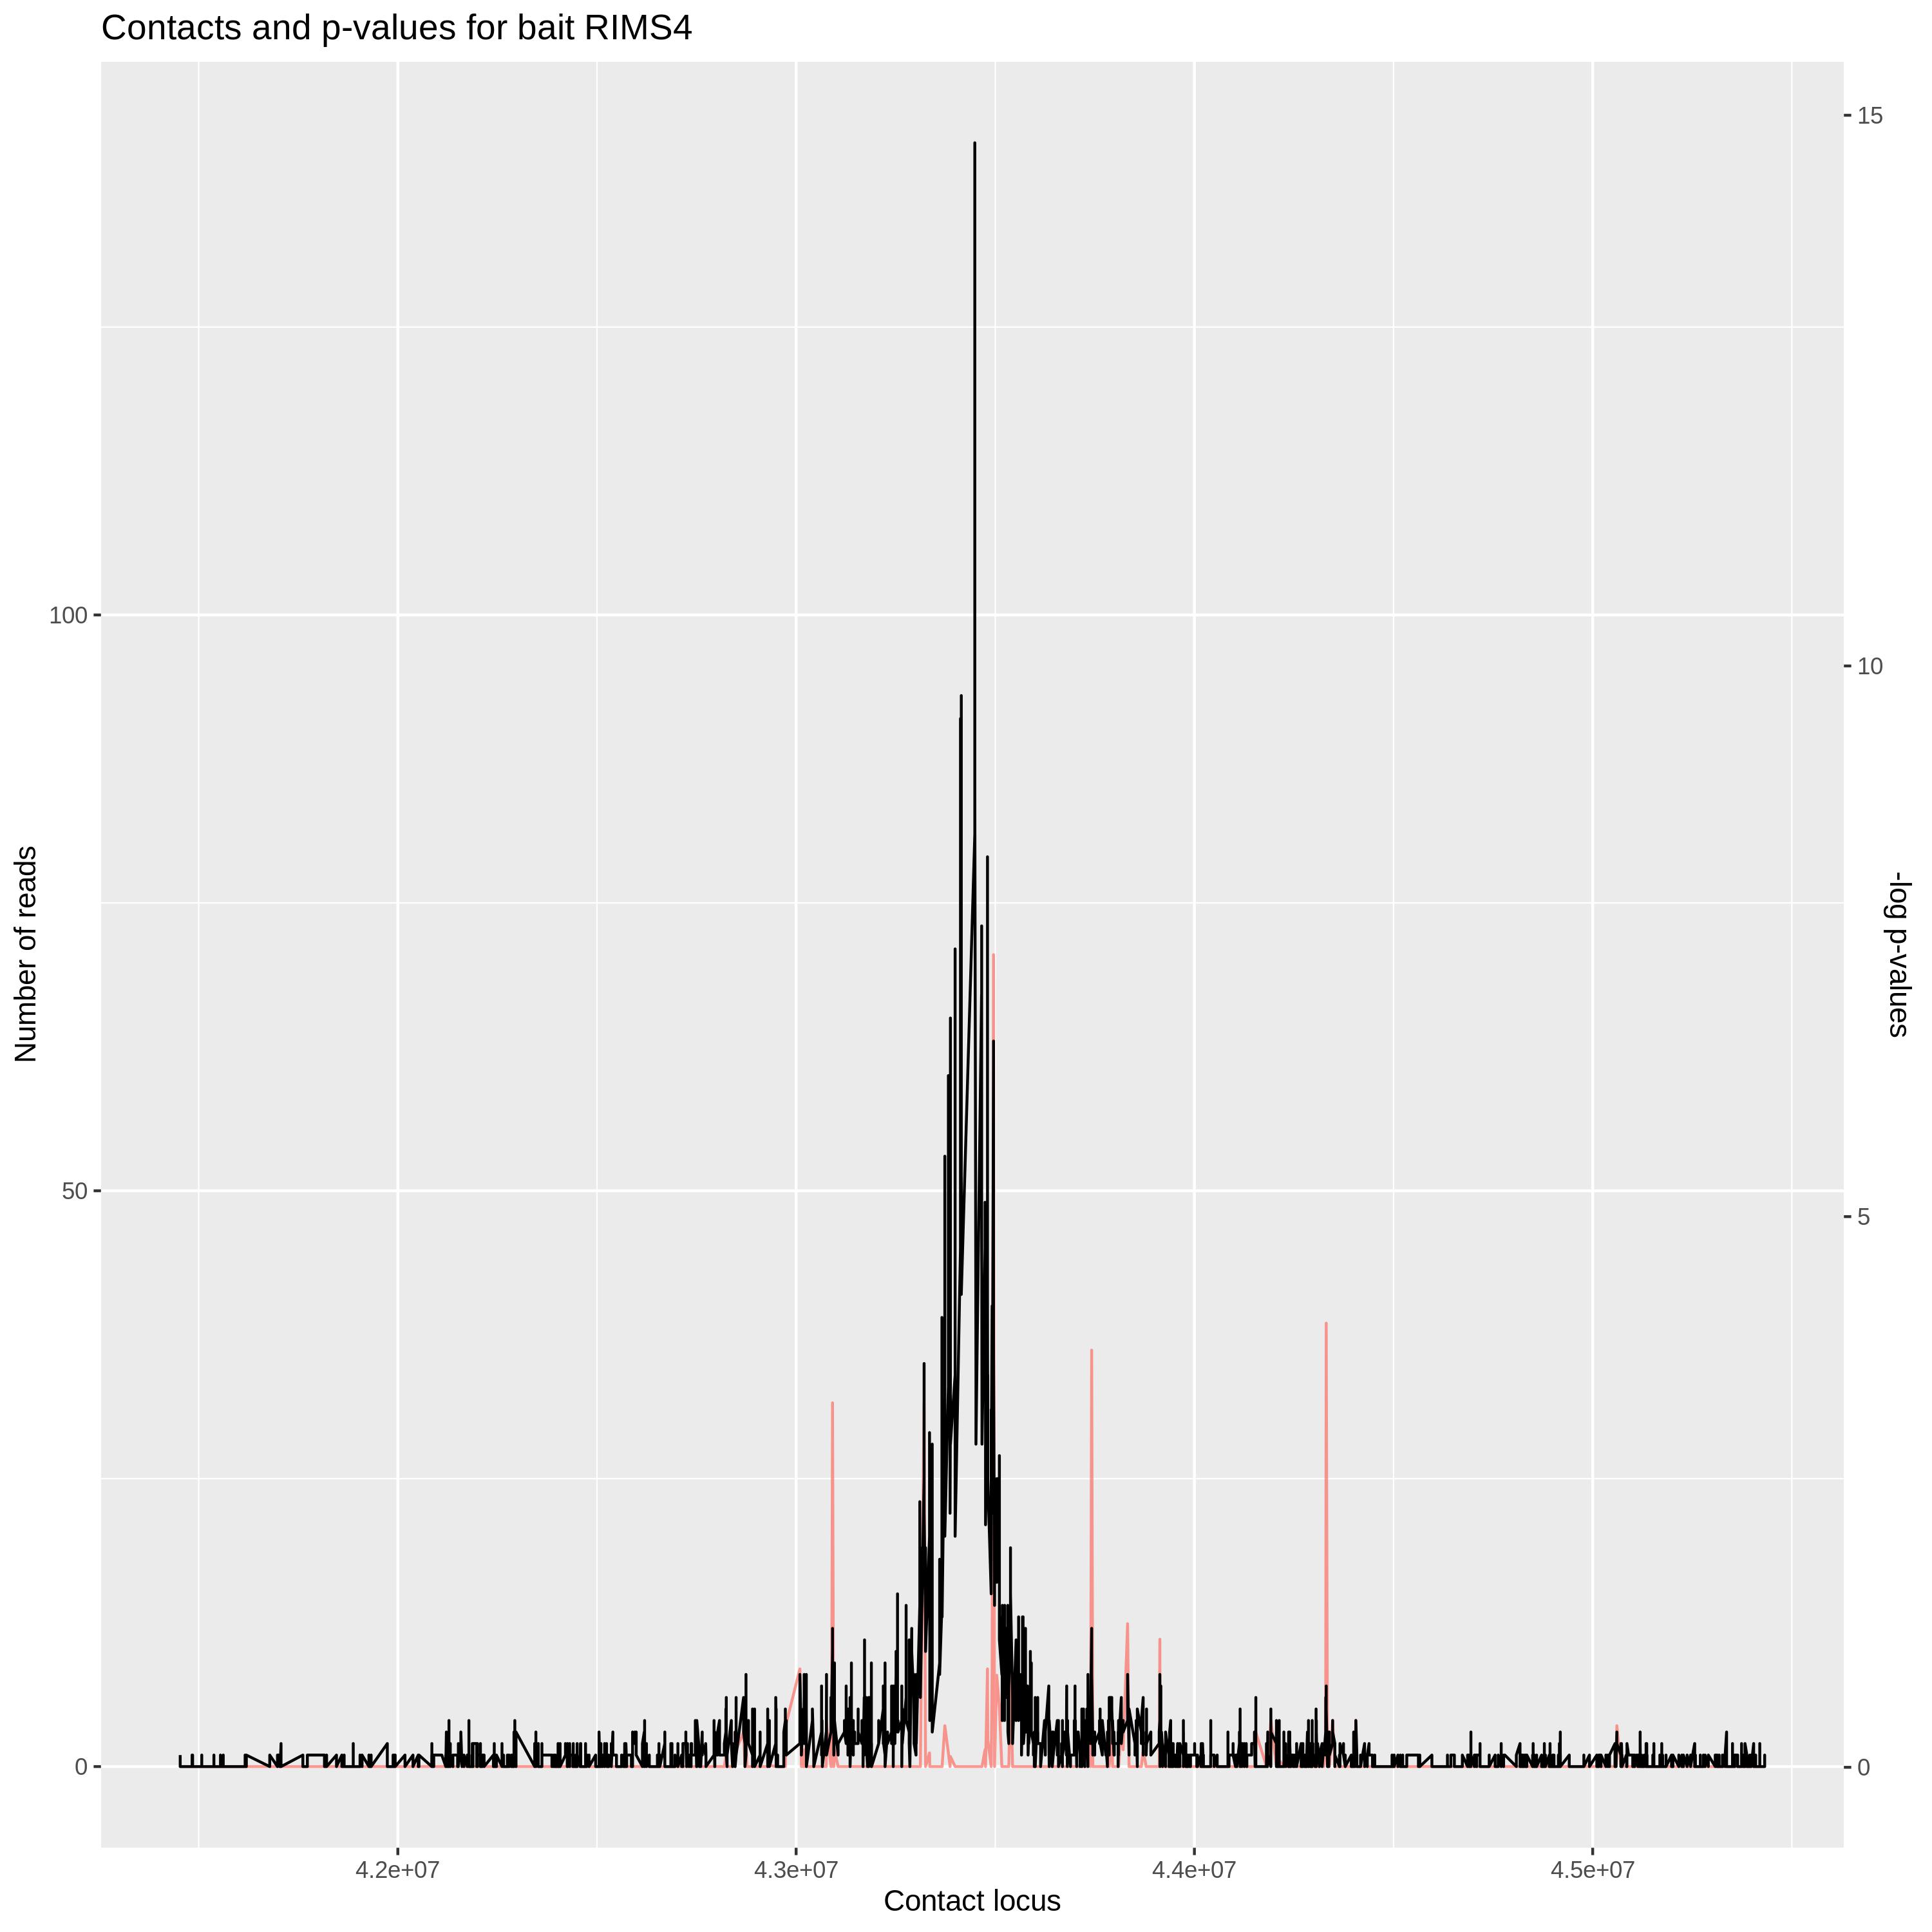 Contacts and p-values for bait RIMS4
15
100
10
Number of reads
-log p-values
50
5
0
0
4.2e+07
4.3e+07
4.4e+07
4.5e+07
Contact locus